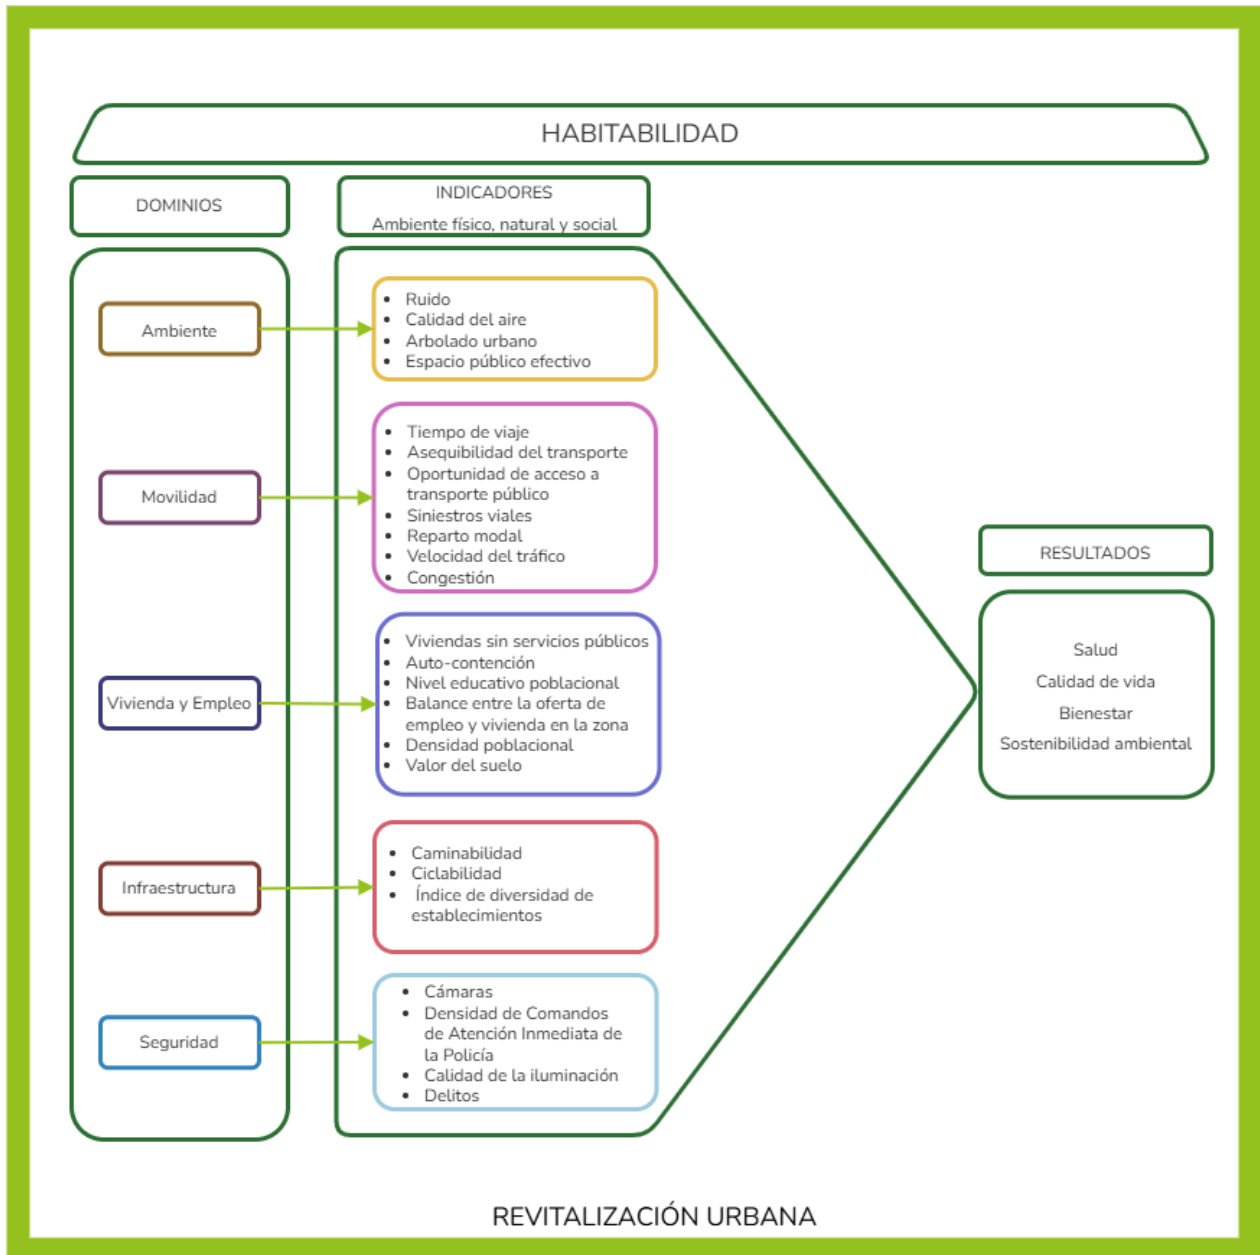 HABITABILIDAD
DOMINIOS
INDICADORES
Ambiente físico, natural y social
Ambiente
• Ruido
• Calidad del aire
• Arbolado urbano
• Espacio público efectivo
Movilidad
• Tiempo de viaje
• Asequibilidad del transporte
• Oportunidad de acceso a
transporte público
• Siniestros viales
• Reparto modal
• Velocidad del tráfico
• Congestión
Vivienda y Empleo
• Viviendas sin servicios públicos
• Auto-contención
• Nivel educativo poblacional
• Balance entre la oferta de
empleo y vivienda en la zona
• Densidad poblacional
• Valor del suelo
Infraestructura
• Caminabilidad
• Ciclabilidad
• Índice de diversidad de
establecimientos
Seguridad
• Cámaras
• Densidad de Comandos
de Atención Inmediata de
la Policía
• Calidad de la iluminación
• Delitos
RESULTADOS
Salud
Calidad de vida
Bienestar
Sostenibilidad ambiental
REVITALIZACIÓN URBANA